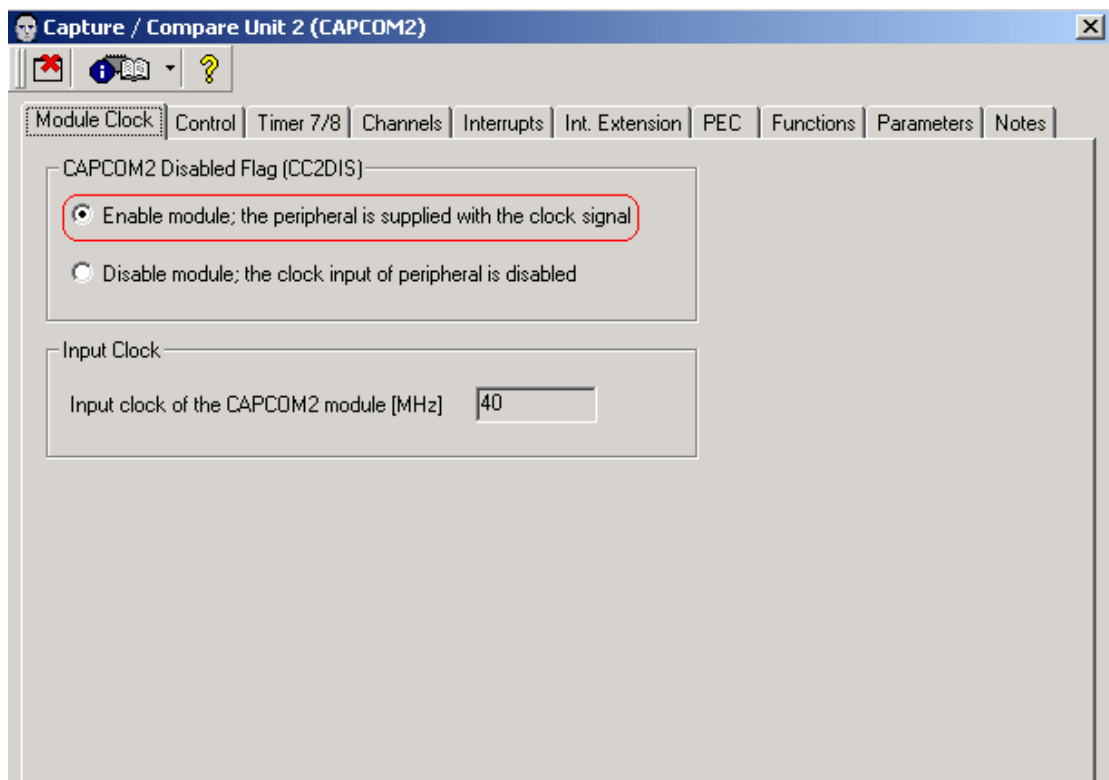 Capture / Compare Unit 2 (CAPCOM2)
Module Clock Control Timer 7/8 Channels Interrupts Int. Extension PEC Functions Parameters Notes
CAPCOM2 Disabled Flag (CC2DIS)
Enable module; the peripheral is supplied with the clock signal
Disable module; the clock input of peripheral is disabled
Input Clock
Input clock of the CAPCOM2 module [MHz] 40